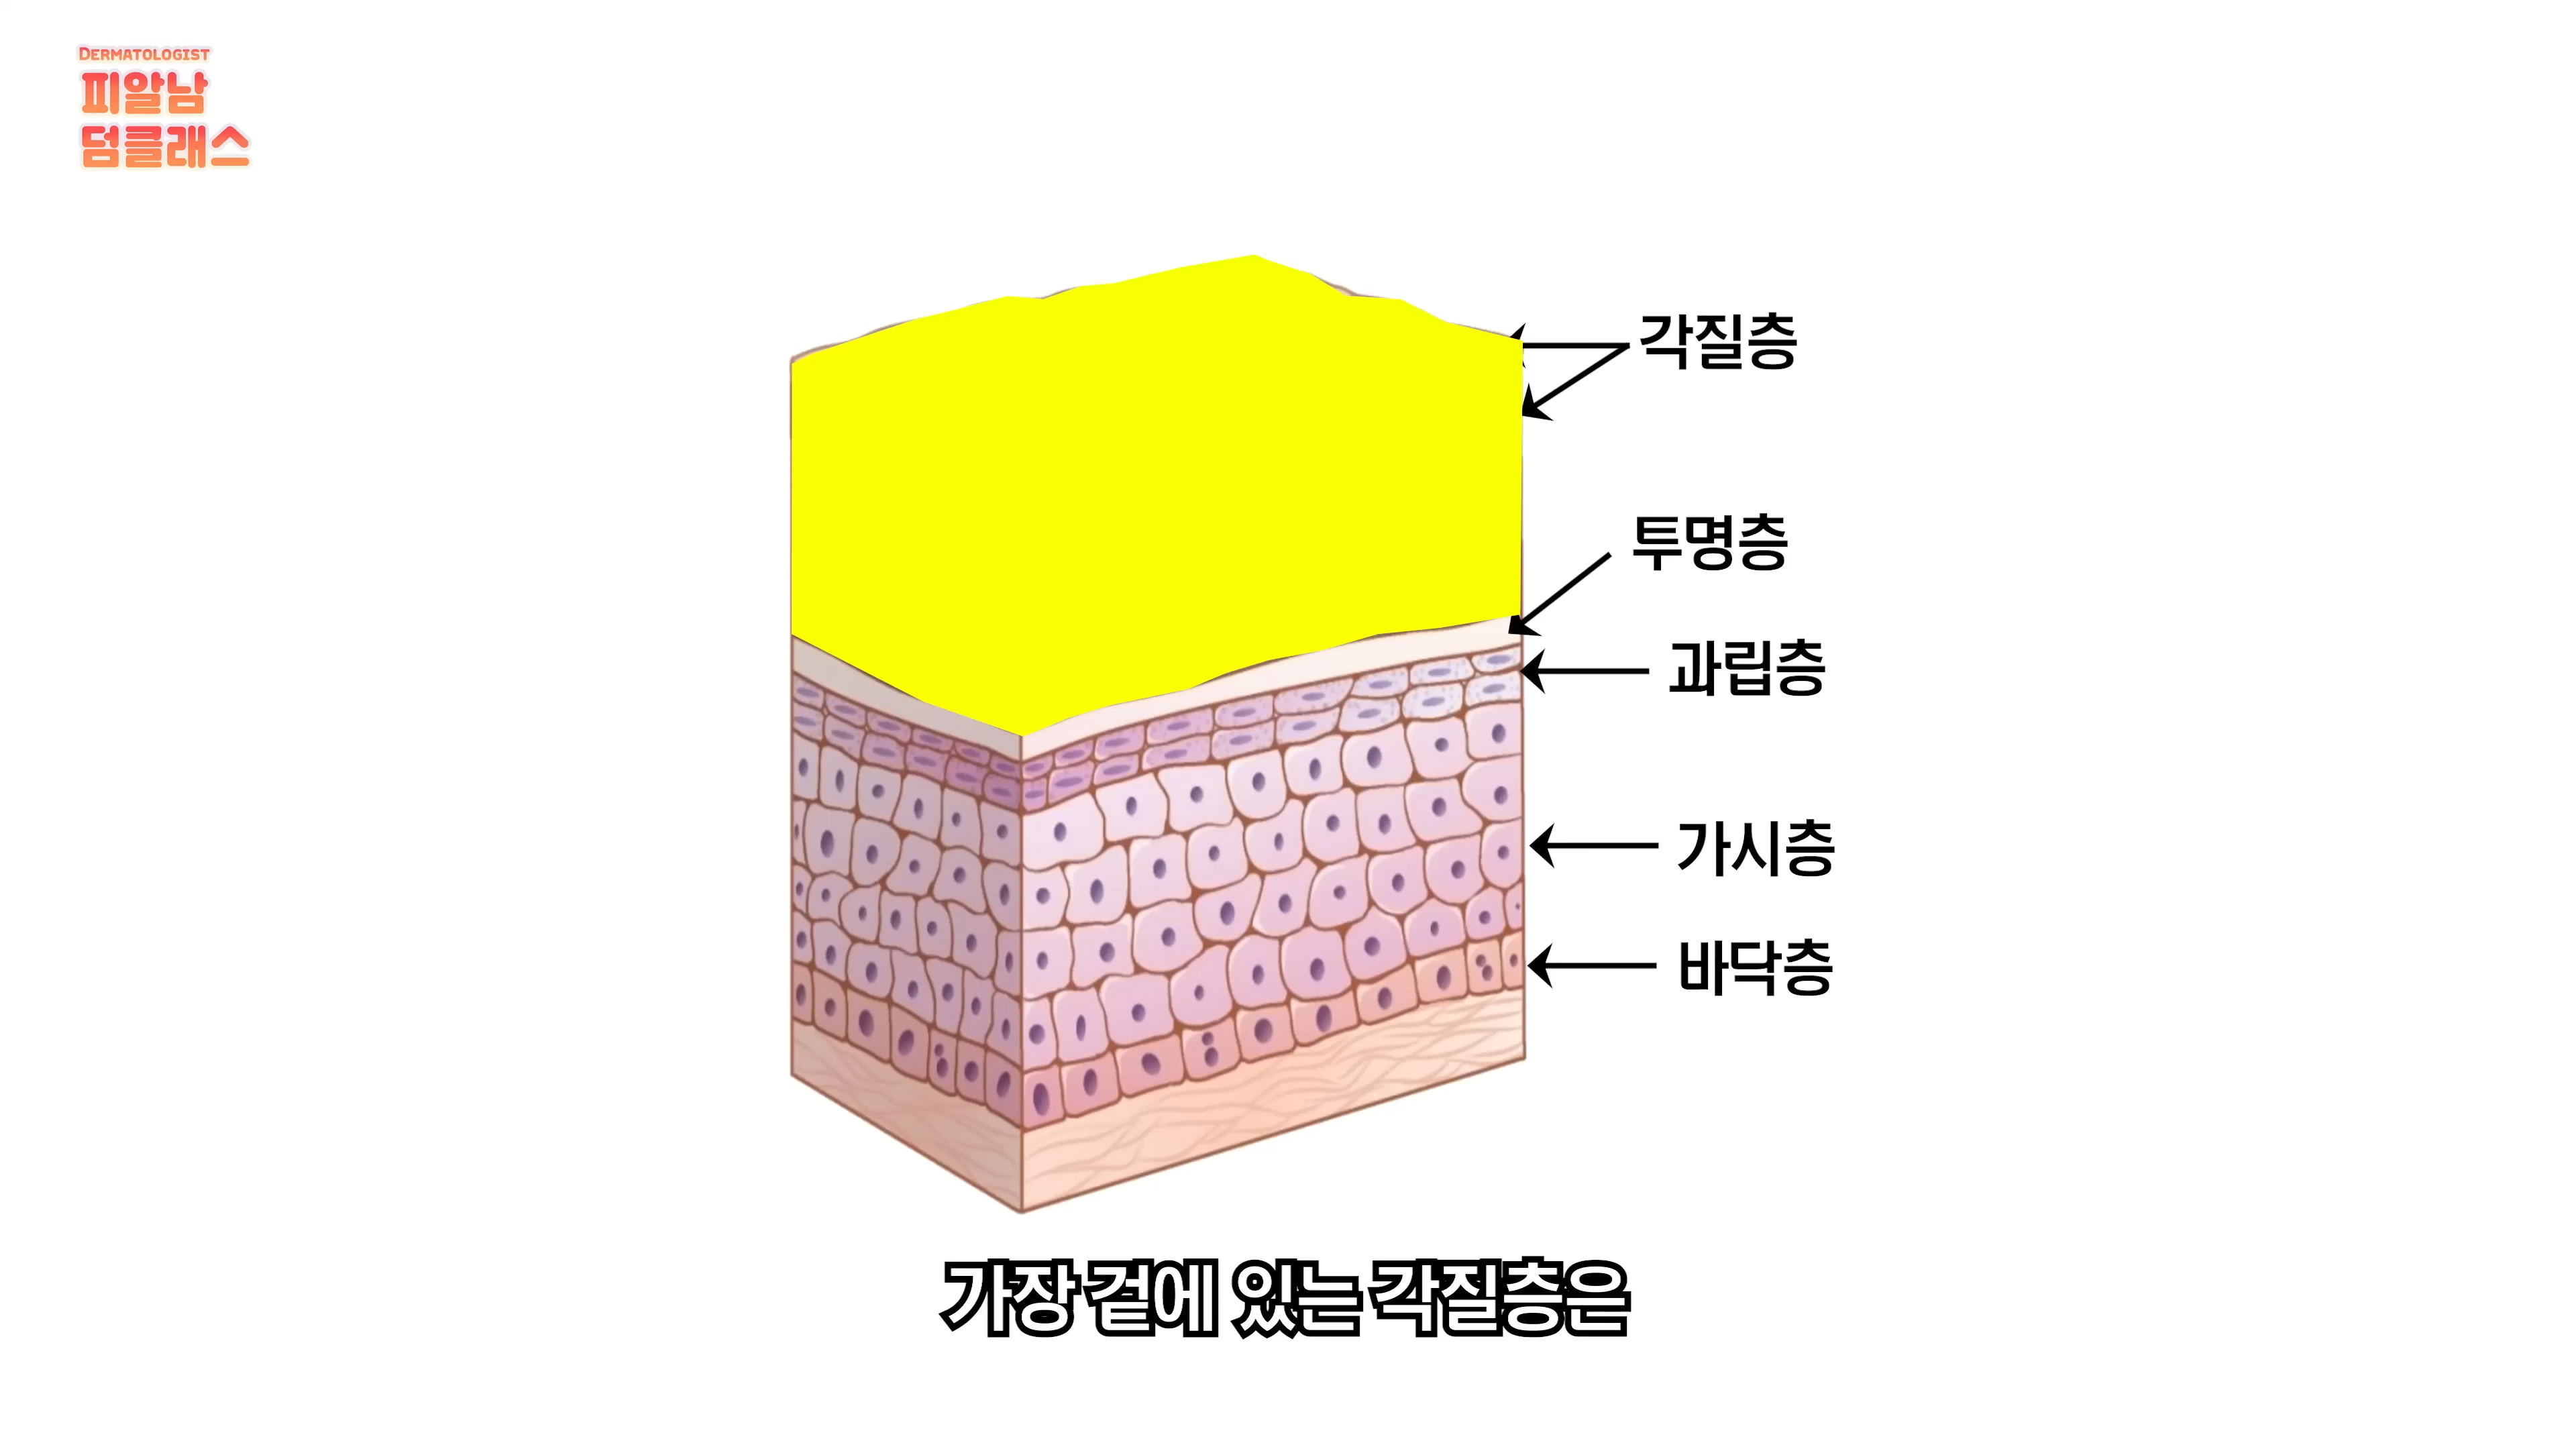 DERMATOLOGIST
피알남
덤클래스
각질층
투명층
과립층
가시층
바닥층
가장 겉에 있는 각질층은